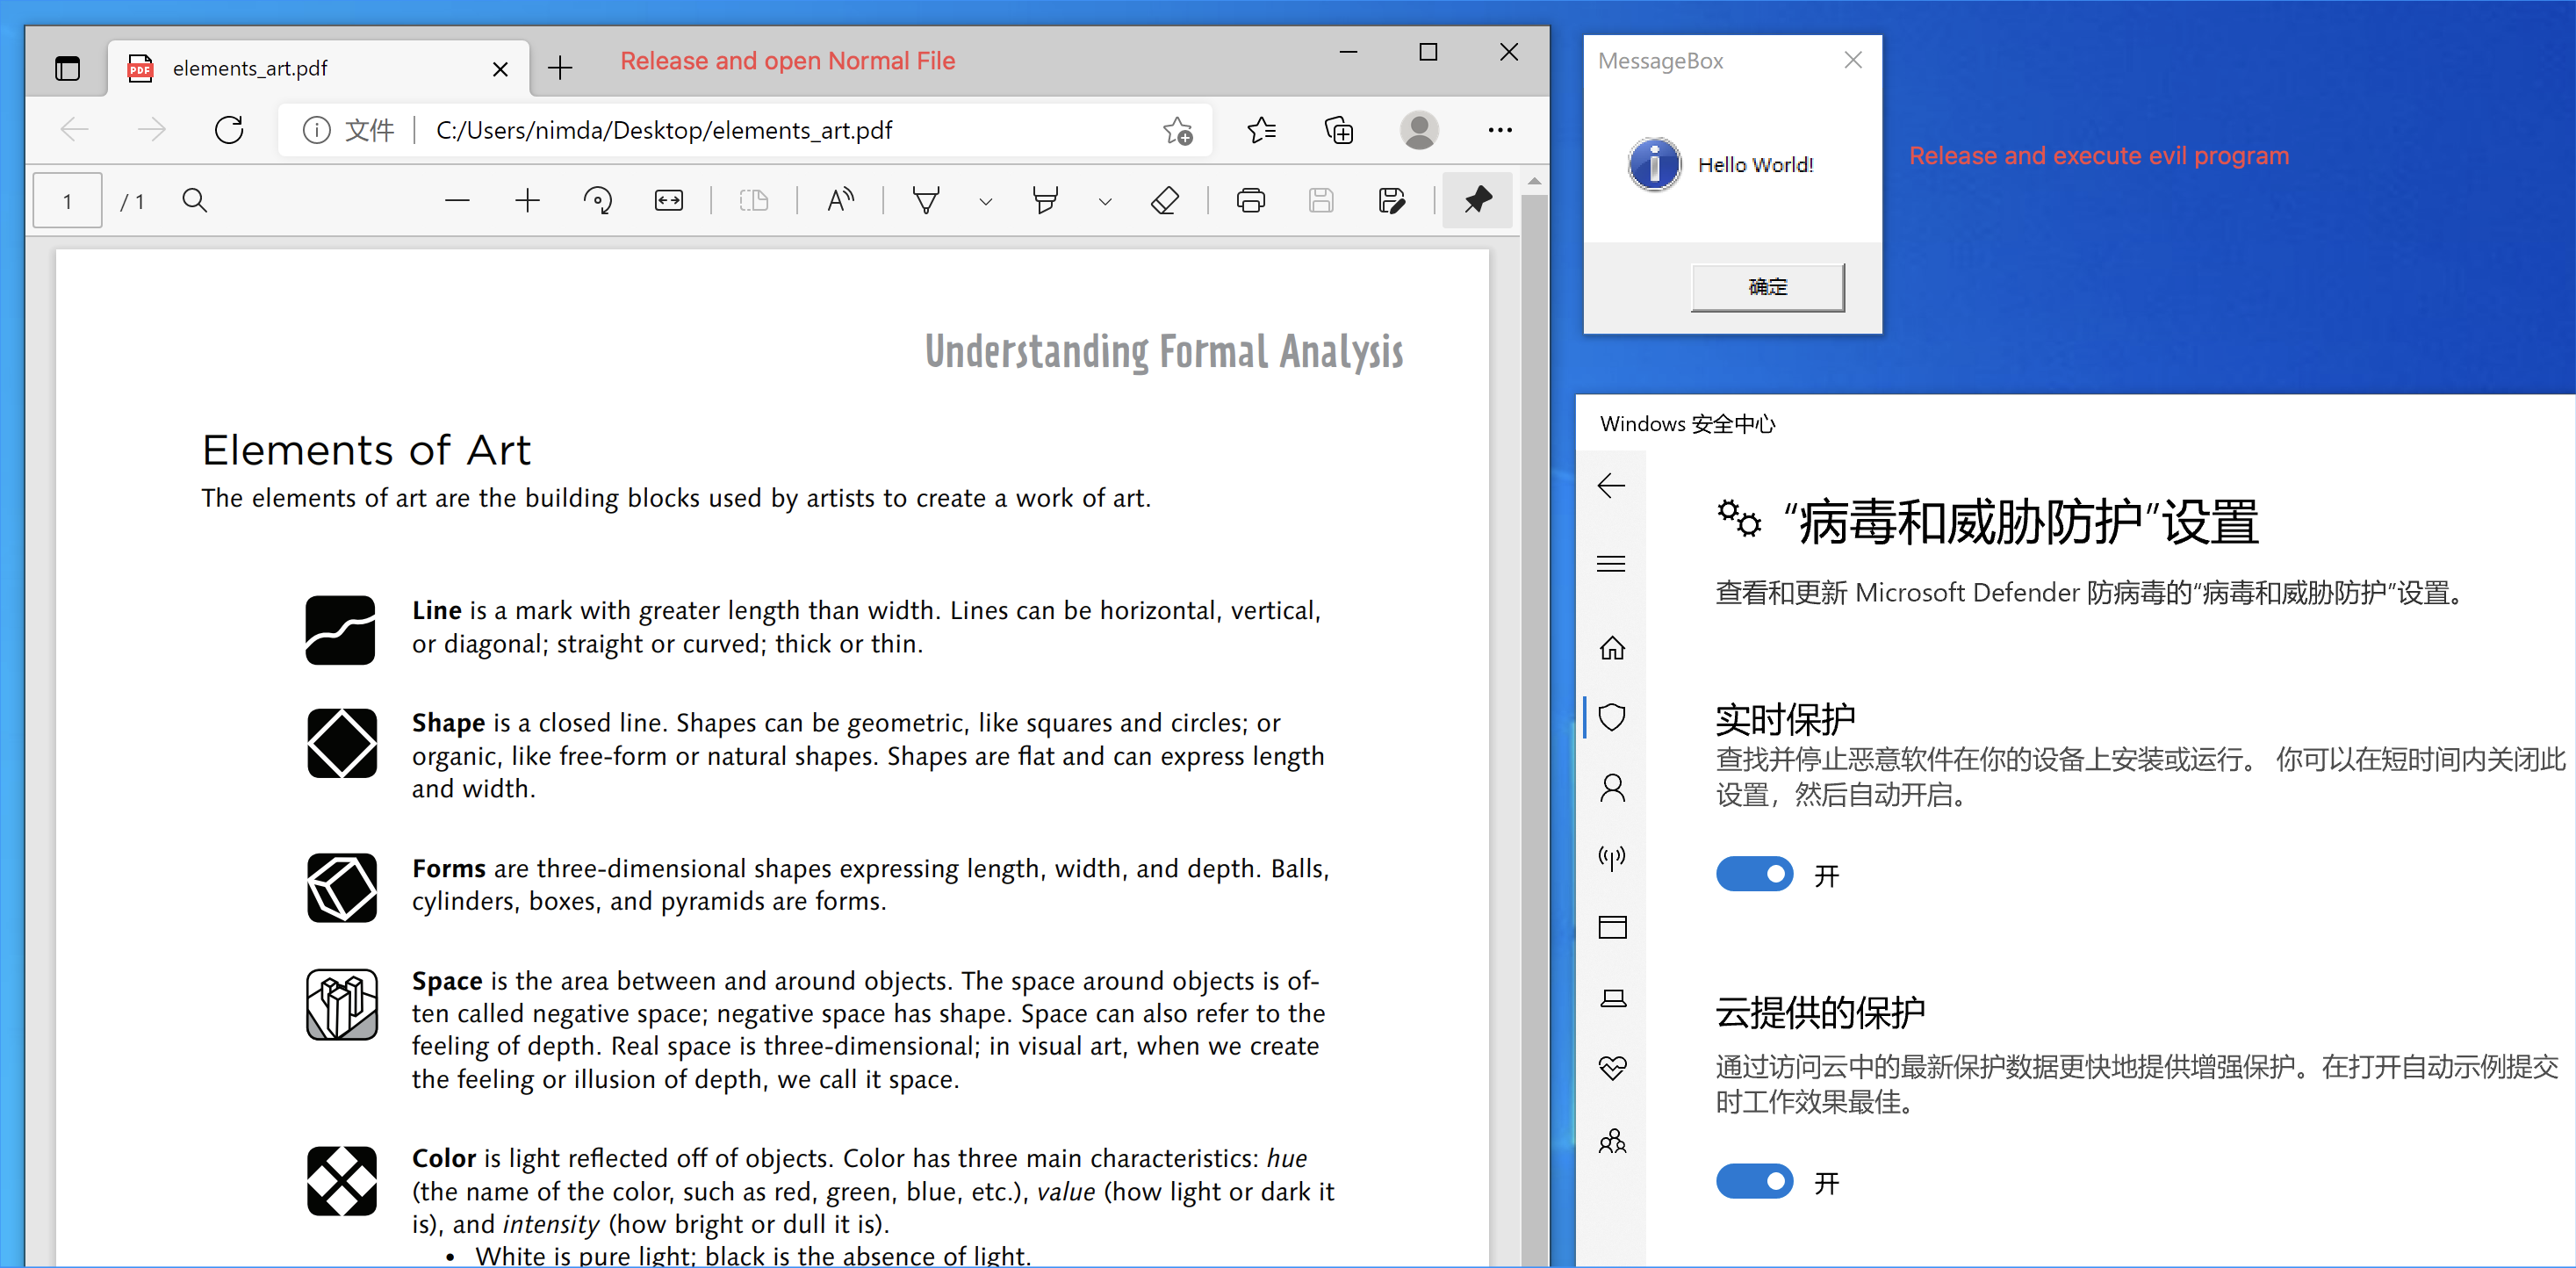 elements_art.pdf
Release and open Normal File
文件
C:/Users/nimda/Desktop/elements_art.pdf
1
/ 1
Understanding Formal Analysis
Elements of Art
The elements of art are the building blocks used by artists to create a work of art.
Line is a mark with greater length than width. Lines can be horizontal, vertical,
or diagonal; straight or curved; thick or thin.
Shape is a closed line. Shapes can be geometric, like squares and circles; or
organic, like free-form or natural shapes. Shapes are flat and can express length
and width.
Forms are three-dimensional shapes expressing length, width, and depth. Balls,
cylinders, boxes, and pyramids are forms.
Space is the area between and around objects. The space around objects is of-
ten called negative space; negative space has shape. Space can also refer to the
feeling of depth. Real space is three-dimensional; in visual art, when we create
the feeling or illusion of depth, we call it space.
Color is light reflected off of objects. Color has three main characteristics: hue
(the name of the color, such as red, green, blue, etc.), value (how light or dark it
is), and intensity (how bright or dull it is).
• White is pure light; black is the absence of light.
MessageBox
Hello World!
确定
Release and execute evil program
Windows 安全中心
“病毒和威胁防护”设置
查看和更新 Microsoft Defender 防病毒的“病毒和威胁防护”设置。
实时保护
查找并停止恶意软件在你的设备上安装或运行。 你可以在短时间内关闭此
设置，然后自动开启。
开
云提供的保护
通过访问云中的最新保护数据更快地提供增强保护。在打开自动示例提交
时工作效果最佳。
开